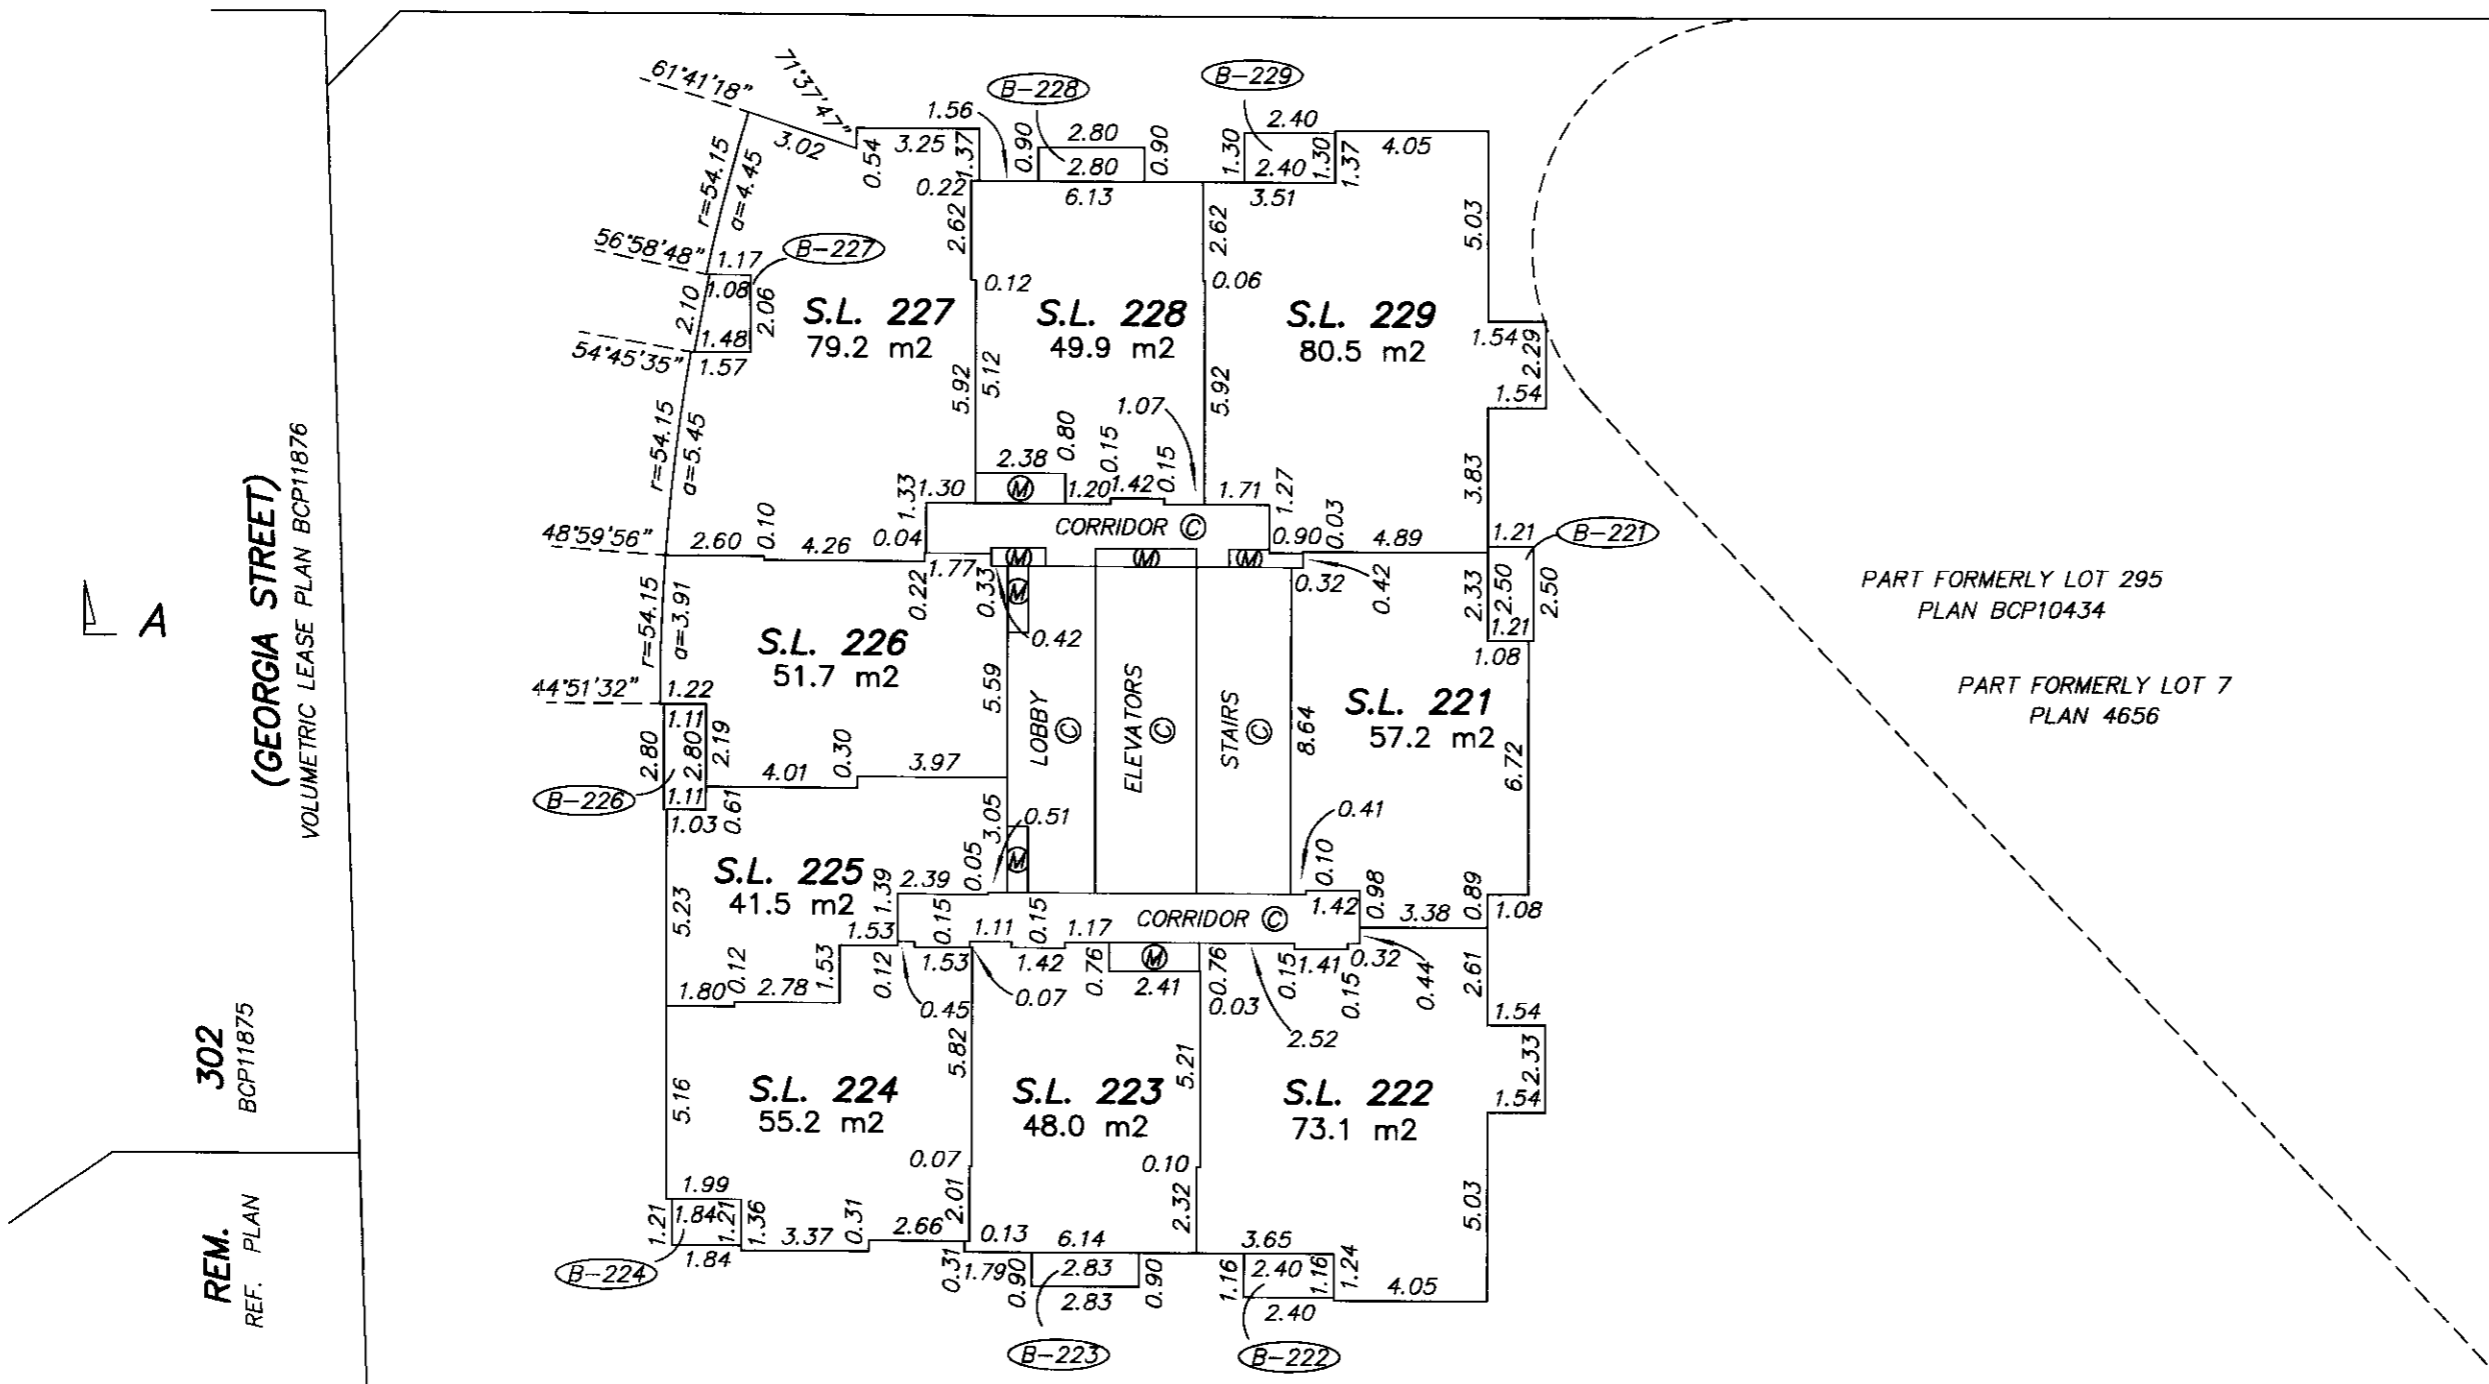 61°41'18"
71°37'47"
B-228
B-229
1.56
3.02
0.54
3.25
1.37
0.90
2.80
2.80
0.90
1.30
2.40
2.40
1.30
1.37
4.05
r=54.15
a=4.45
0.22
6.13
3.51
2.62
2.62
5.03
56°58'48"
1.17
B-227
1.08
2.10
2.06
0.12
0.06
S.L. 227
79.2 m2
S.L. 228
49.9 m2
S.L. 229
80.5 m2
1.48
54°45'35"
1.57
1.54
2.29
1.54
5.92
5.12
5.92
1.07
r=54.15
a=5.45
0.80
0.15
0.15
2.38
1.33
1.30
1.20
1.42
1.71
1.27
3.83
CORRIDOR C
48°59'56"
2.60
0.10
4.26
0.04
0.03
0.90
4.89
1.21
B-221
M
M
M
M
M
1.77
0.33
0.22
0.32
0.42
2.33
2.50
2.50
1.21
1.08
PART FORMERLY LOT 295
PLAN BCP10434
PART FORMERLY LOT 7
PLAN 4656
A
(GEORGIA STREET)
VOLUMETRIC LEASE PLAN BCP11876
r=54.15
a=3.91
0.42
S.L. 226
51.7 m2
5.59
LOBBY C
ELEVATORS C
STAIRS C
8.64
S.L. 221
57.2 m2
6.72
44°51'32"
1.22
1.11
2.80
2.80
2.19
1.11
B-226
4.01
0.30
3.97
1.03
0.61
3.05
0.51
0.41
M
S.L. 225
41.5 m2
5.23
1.39
2.39
0.05
0.10
1.42
0.98
3.38
0.89
1.08
1.53
0.15
1.11
0.15
1.17
CORRIDOR C
1.80
0.12
2.78
1.53
0.12
1.53
1.42
0.76
M
0.76
0.15
1.41
0.32
0.15
0.44
2.61
0.45
0.07
2.41
0.03
2.52
1.54
2.33
1.54
302
BCP11875
5.16
5.82
5.21
S.L. 224
55.2 m2
S.L. 223
48.0 m2
S.L. 222
73.1 m2
0.07
0.10
2.01
2.32
5.03
REM.
REF. PLAN
1.99
1.21
1.84
1.21
1.36
3.37
0.31
2.66
1.84
B-224
0.13
6.14
3.65
0.31
1.79
0.90
2.83
2.83
0.90
1.16
2.40
2.40
1.16
1.24
4.05
B-223
B-222